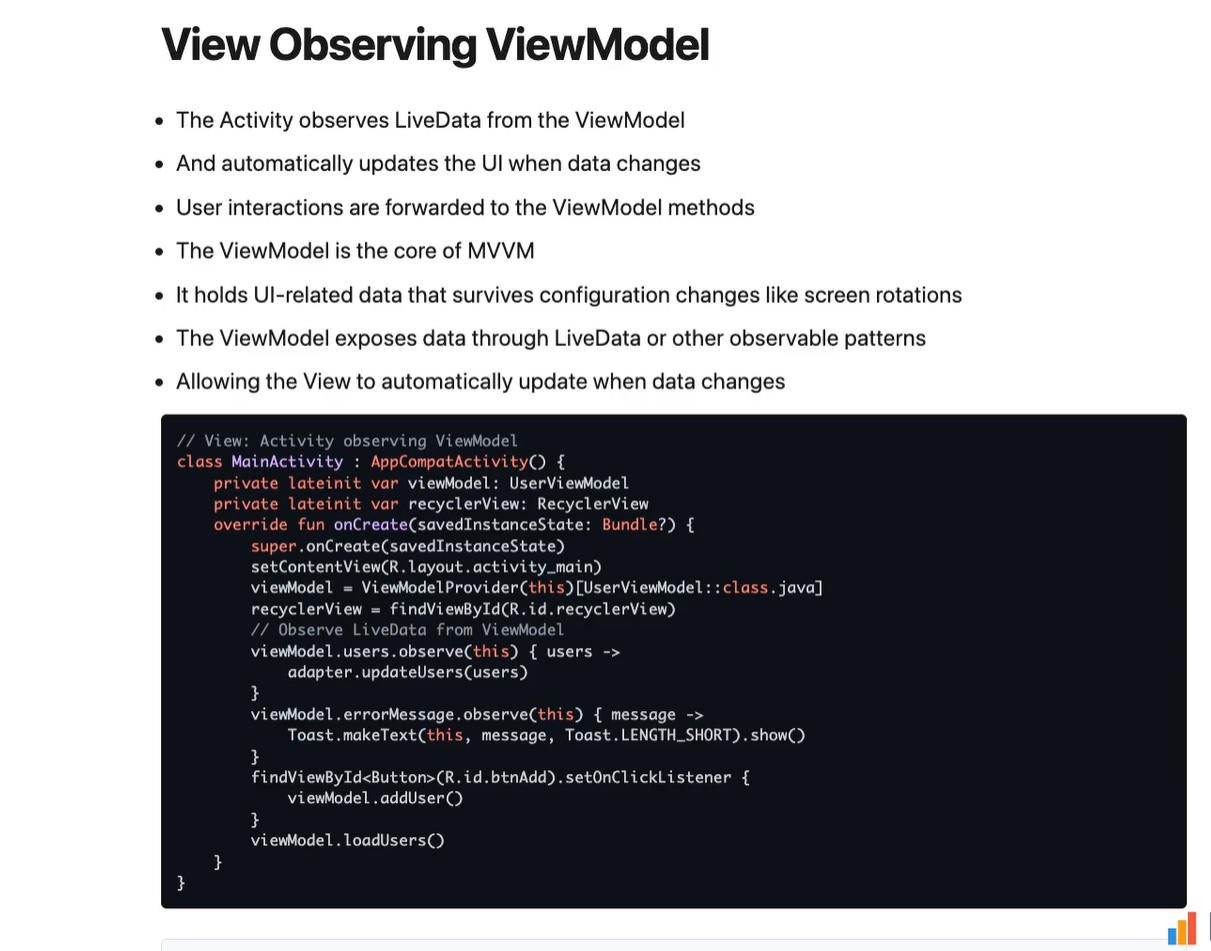 View Observing ViewModel
• The Activity observes LiveData from the ViewModel
• And automatically updates the UI when data changes
• User interactions are forwarded to the ViewModel methods
• The ViewModel is the core of MVVM
• It holds UI-related data that survives configuration changes like screen rotations
• The ViewModel exposes data through LiveData or other observable patterns
• Allowing the View to automatically update when data changes
// View: Activity observing ViewModel
class MainActivity : AppCompatActivity() {
    private lateinit var viewModel: UserViewModel
    private lateinit var recyclerView: RecyclerView
    override fun onCreate(savedInstanceState: Bundle?) {
        super.onCreate(savedInstanceState)
        setContentView(R.layout.activity_main)
        viewModel = ViewModelProvider(this)[UserViewModel::class.java]
        recyclerView = findViewById(R.id.recyclerView)
        // Observe LiveData from ViewModel
        viewModel.users.observe(this) { users ->
            adapter.updateUsers(users)
        }
        viewModel.errorMessage.observe(this) { message ->
            Toast.makeText(this, message, Toast.LENGTH_SHORT).show()
        }
        findViewById<Button>(R.id.btnAdd).setOnClickListener {
            viewModel.addUser()
        }
        viewModel.loadUsers()
    }
}